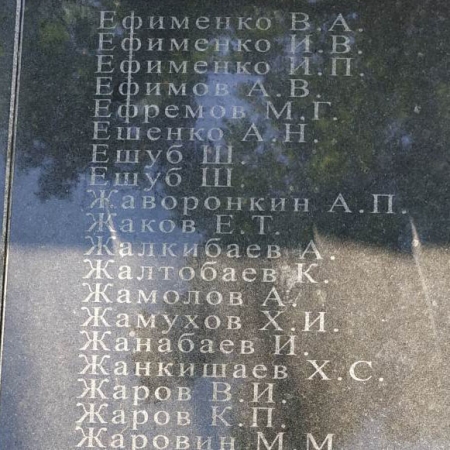 Ефименко В.А.
Ефименко И.В.
Ефименко И.П.
Ефимов А.В.
Ефремов М.Г.
Ешенко А.Н.
Ешуб Ш.
Ешуб Ш.
Жаворонкин А.П.
Жаков Е.Т.
Жалкибаев А.
Жалтобаев К.
Жамолов А.
Жамухов Х.И.
Жанабаев И.
Жанкишаев Х.С.
Жаров В.И.
Жаров К.П.
Жаровин М.М.